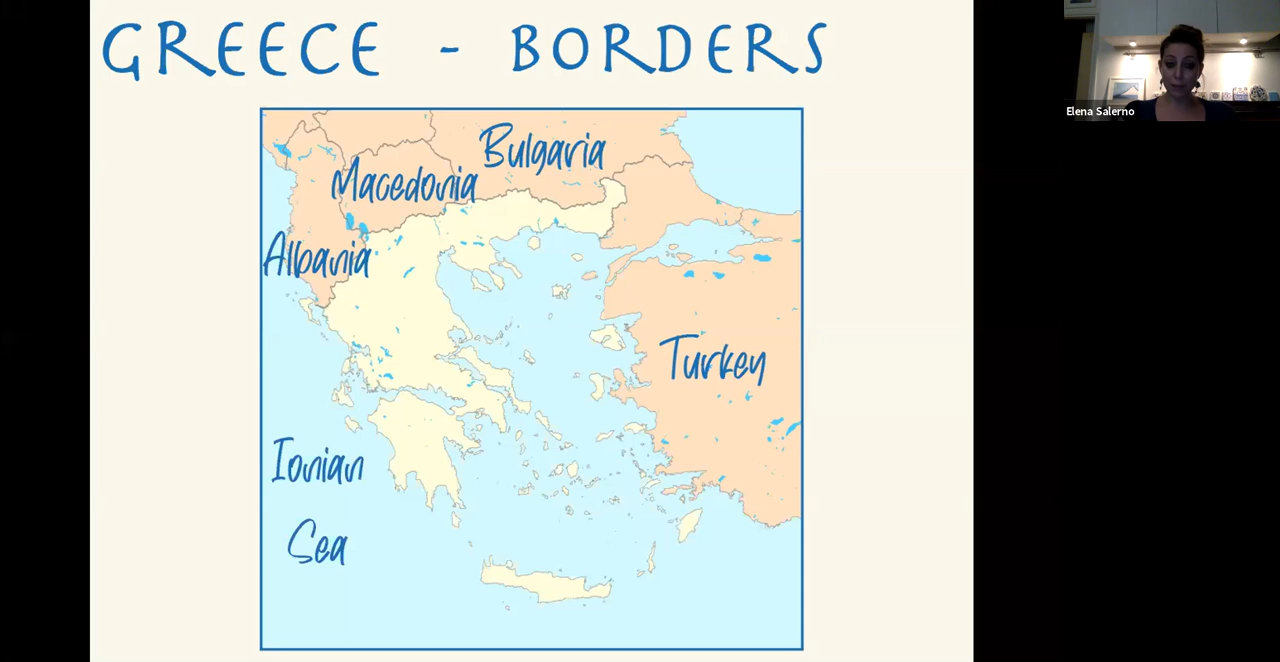 GREECE - BORDERS
Elena Salerno
Bulgaria
Macedonia
Albania
Turkey
Ionian
Sea